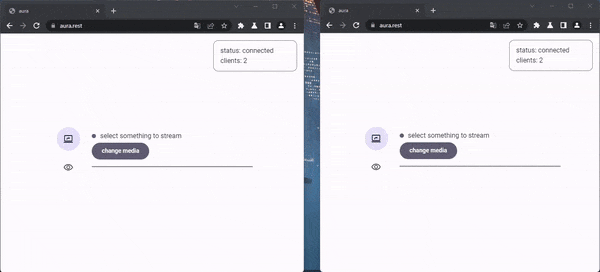 aura
aura.rest
status: connected
clients: 2
select something to stream
change media
aura
aura.rest
status: connected
clients: 2
select something to stream
change media